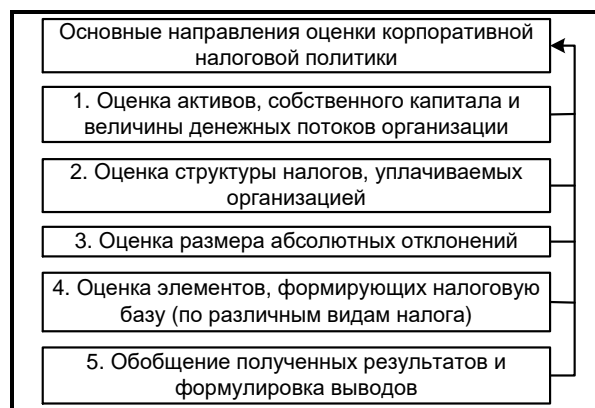 Основные направления оценки корпоративной
налоговой политики
1. Оценка активов, собственного капитала и
величины денежных потоков организации
2. Оценка структуры налогов, уплачиваемых
организацией
3. Оценка размера абсолютных отклонений
4. Оценка элементов, формирующих налоговую
базу (по различным видам налога)
5. Обобщение полученных результатов и
формулировка выводов